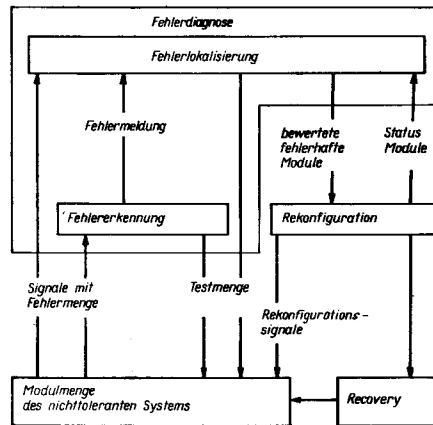 Fehlerdiagnose
Fehlerlokalisierung
Fehlermeldung
bewertete
fehlerhafte
Module
Status
Module
Fehlererkennung
Rekonfiguration
Signale mit
Fehlermenge
Testmenge
Rekonfigurations-
signale
Modulmenge
des nichttoleranten Systems
Recovery